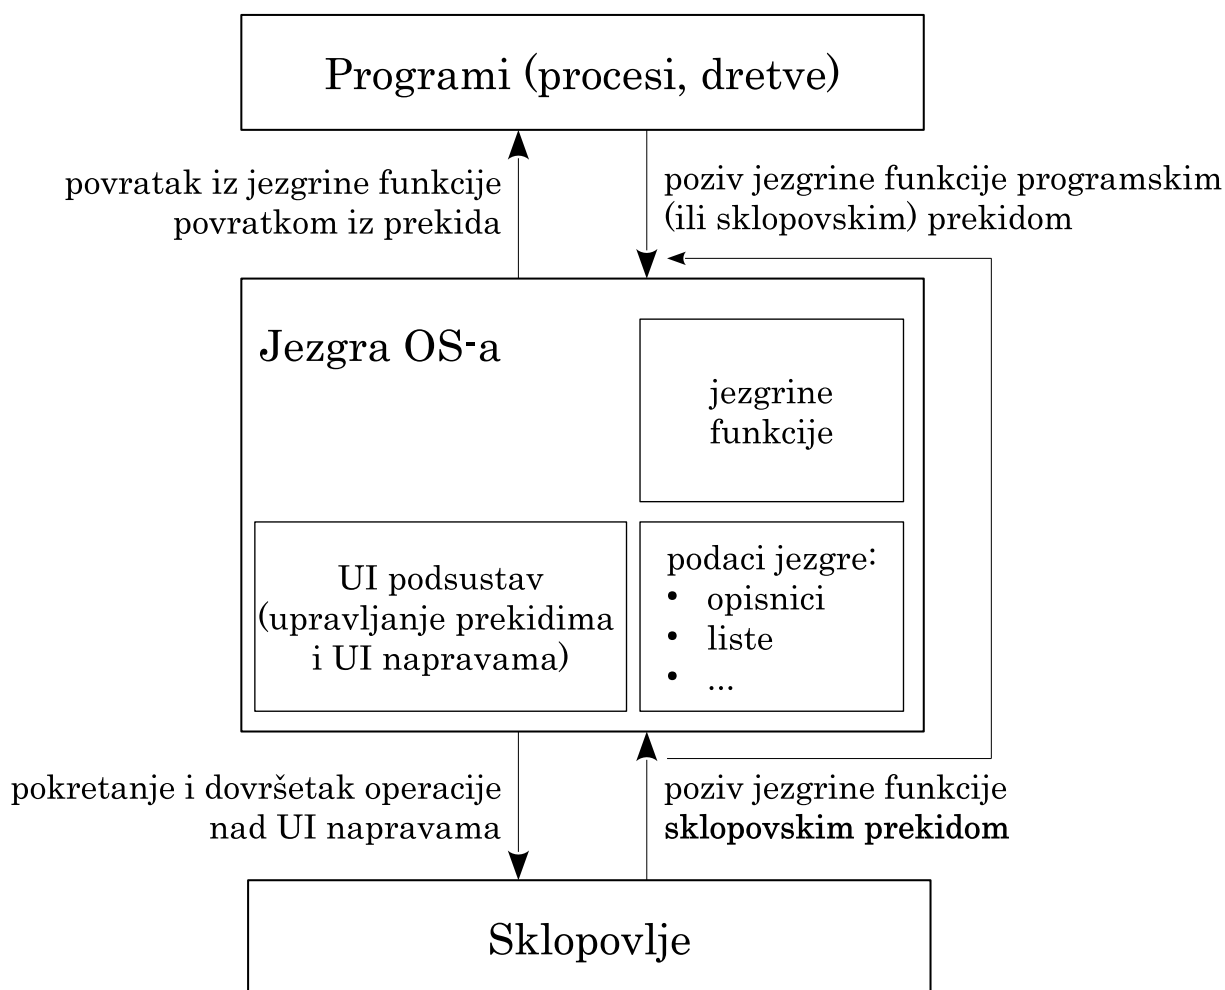 Programi (procesi, dretve)
povratak iz jezgrine funkcije
povratkom iz prekida
poziv jezgrine funkcije programskim
(ili sklopovskim) prekidom
Jezgra OS-a
jezgrine
funkcije
UI podsustav
(upravljanje prekidima
i UI napravama)
podaci jezgre:
• opisnici
• liste
• ...
pokretanje i dovršetak operacije
nad UI napravama
poziv jezgrine funkcije
sklopovskim prekidom
Sklopovlje